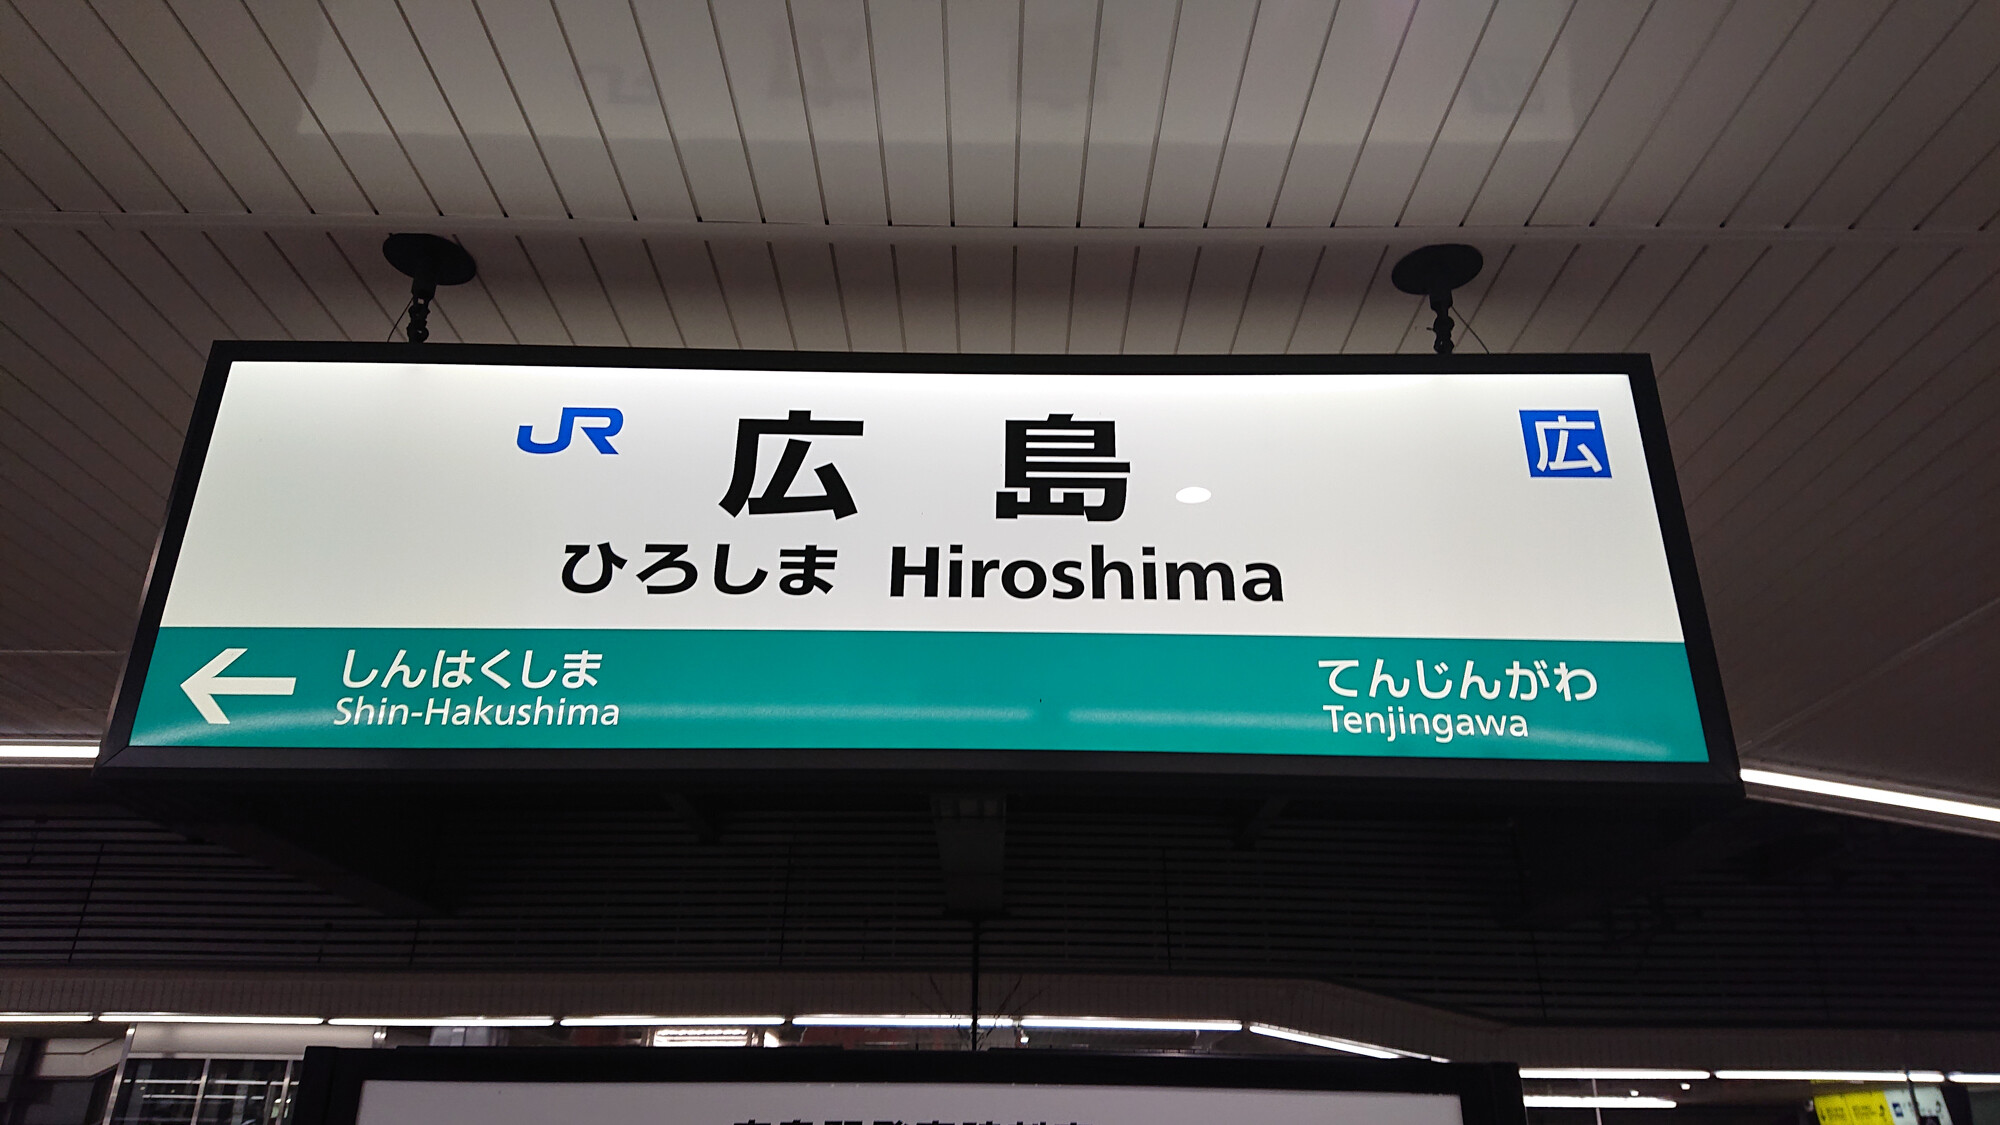 JR 広島 広
ひろしま Hiroshima
← しんはくしま てんじんがわ
Shin-Hakushima Tenjingawa